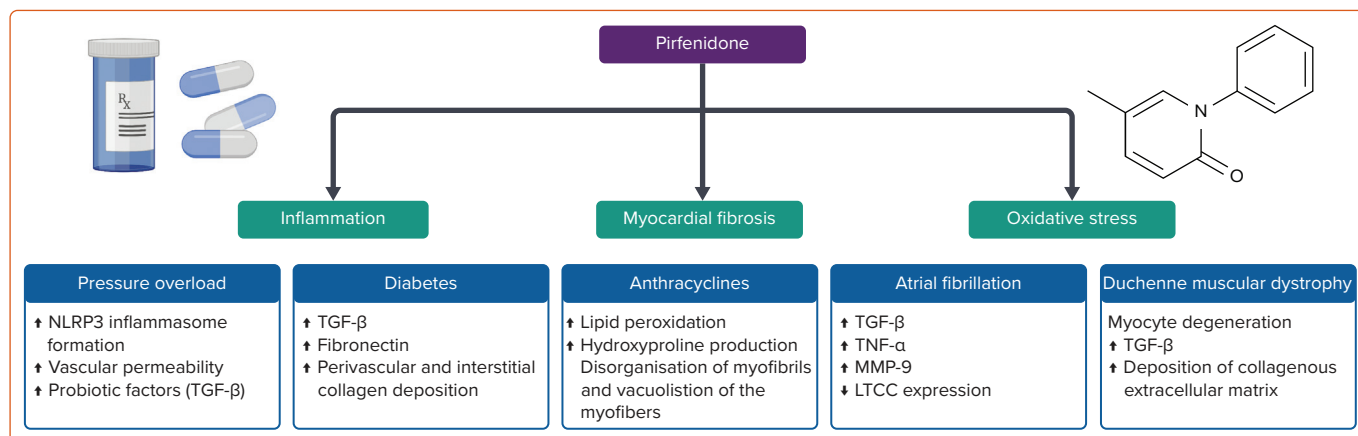 Pirfenidone
Rx
N
O
Inflammation
Myocardial fibrosis
Oxidative stress
Pressure overload
↑ NLRP3 inflammasome
formation
↑ Vascular permeability
↑ Probiotic factors (TGF-β)
Diabetes
↑ TGF-β
↑ Fibronectin
↑ Perivascular and interstitial
collagen deposition
Anthracyclines
↑ Lipid peroxidation
↑ Hydroxyproline production
Disorganisation of myofibrils
and vacuolistion of the
myofibers
Atrial fibrillation
↑ TGF-β
↑ TNF-α
↑ MMP-9
↓ LTCC expression
Duchenne muscular dystrophy
Myocyte degeneration
↑ TGF-β
↑ Deposition of collagenous
extracellular matrix